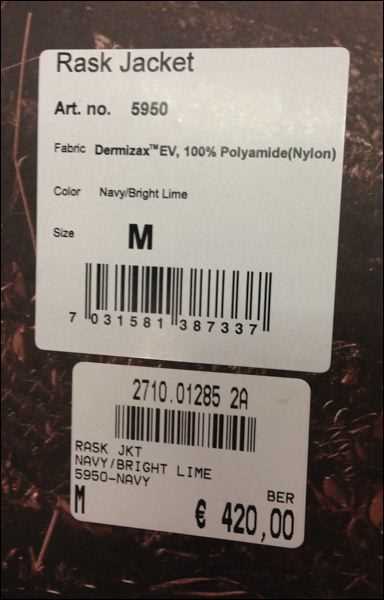 Rask Jacket
Art. no. 5950
Fabric Dermizax™EV, 100% Polyamide(Nylon)
Color Navy/Bright Lime
Size M
7 031581 387337
2710.01285 2A
RASK JKT
NAVY/BRIGHT LIME
5950-NAVY
BER
M € 420,00